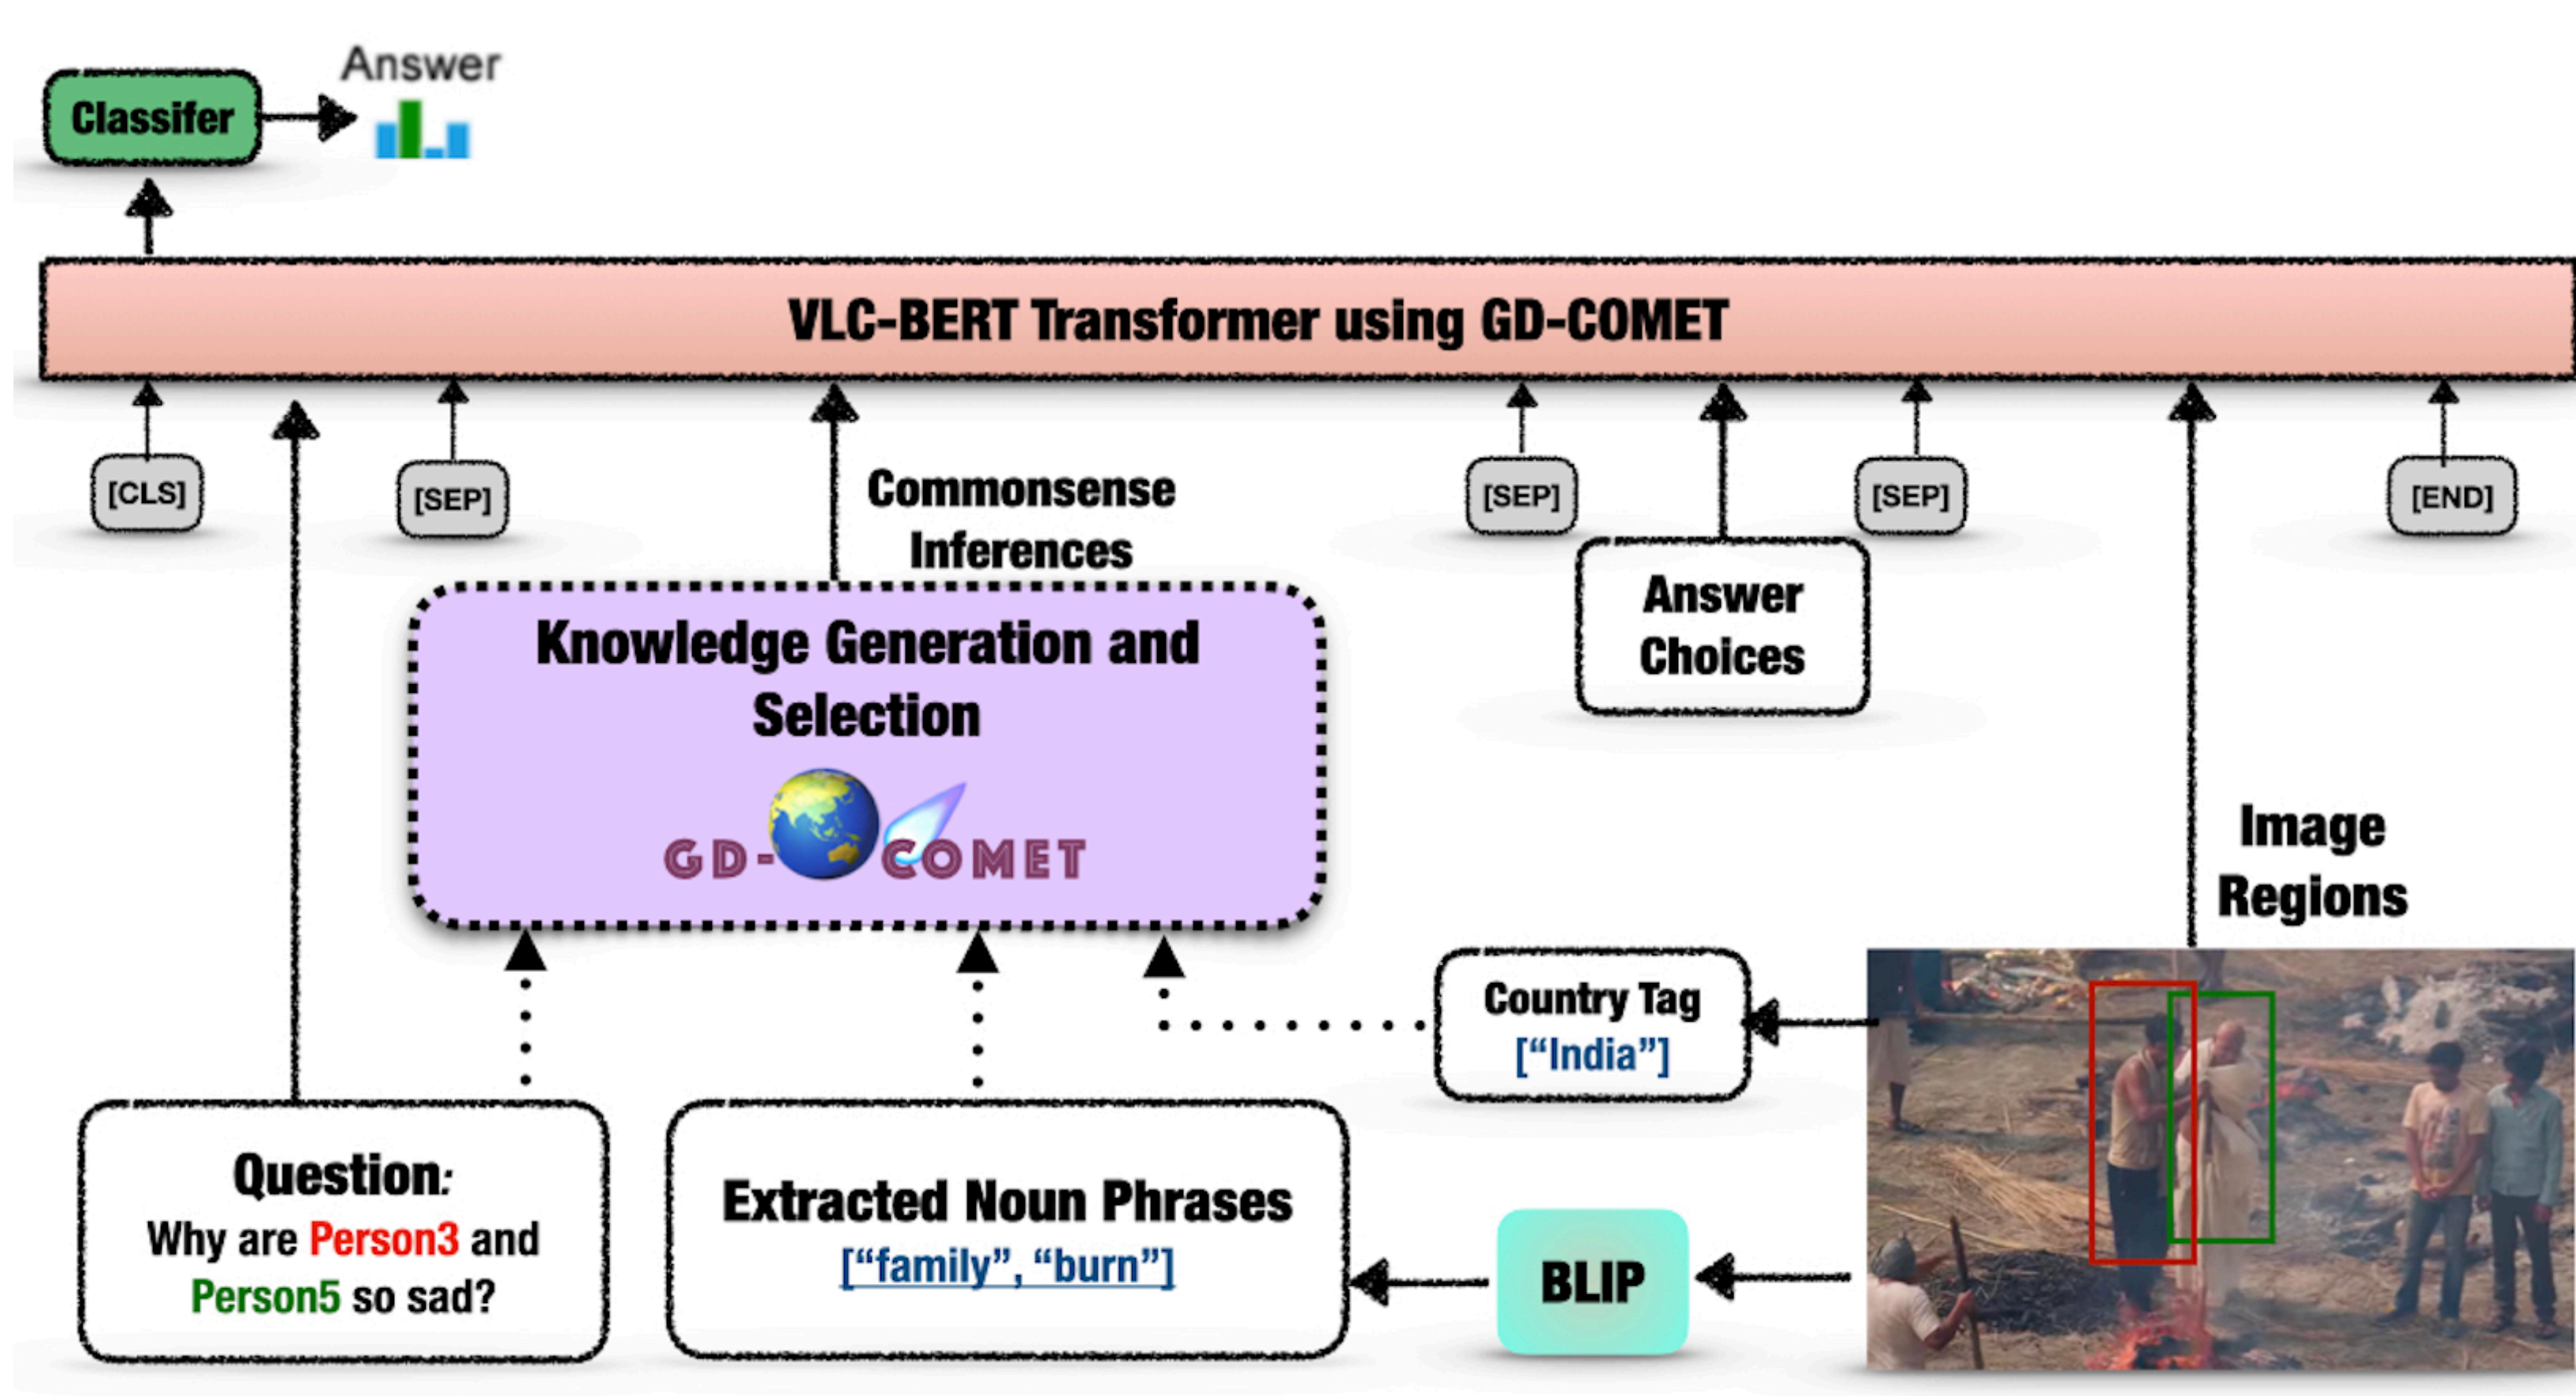 Answer
Classifer
VLC-BERT Transformer using GD-COMET
[CLS]
[SEP]
Commonsense
Inferences
[SEP]
[SEP]
[END]
Answer
Choices
Knowledge Generation and
Selection
GD-COMET
Image
Regions
Country Tag
[“India”]
Question:
Why are Person3 and
Person5 so sad?
Extracted Noun Phrases
[“family”, “burn”]
BLIP